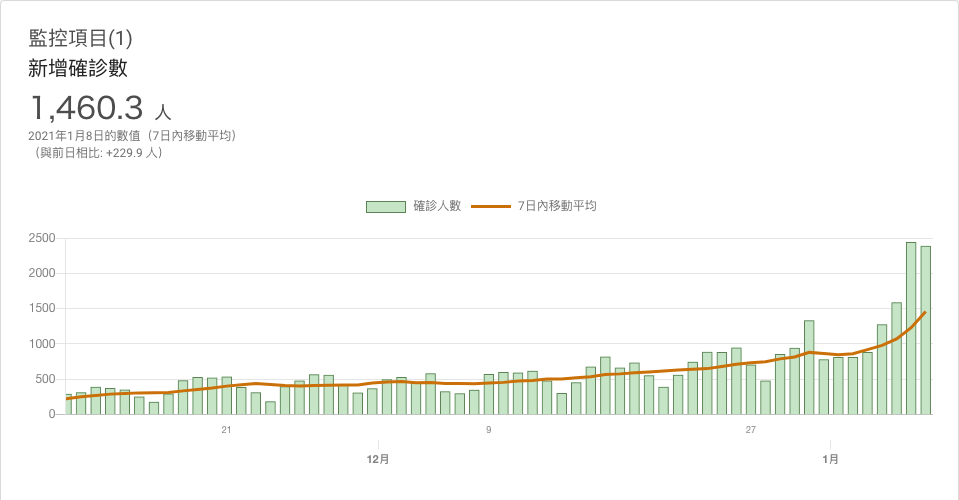 監控項目(1)
新增確診數
1,460.3 人
2021年1月8日的數值（7日內移動平均）
（與前日相比: +229.9 人）
確診人數 7日內移動平均
2500
2000
1500
1000
500
0
21 9 27
12月 1月